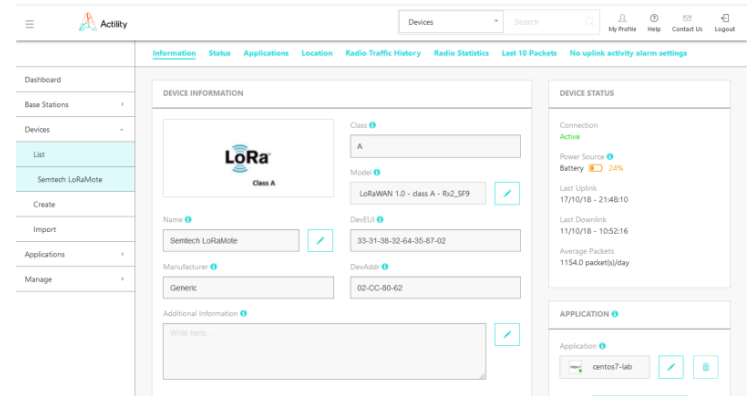 Actility
Devices
Search
My Profile
Help
Contact Us
Logout
Information Status Applications Location Radio Traffic History Radio Statistics Last 10 Packets No uplink activity alarm settings
Dashboard
Base Stations
Devices
List
Semtech LoRaMote
Create
Import
Applications
Manage
DEVICE INFORMATION
LoRa
Class A
Class
A
Model
LoRaWAN 1.0 - class A - Rx2_SF9
Name
Semtech LoRaMote
DevEUI
33-31-38-32-64-35-87-02
Manufacturer
Generic
DevAddr
02-CC-80-62
Additional Information
Write here...
DEVICE STATUS
Connection
Active
Power Source
Battery 24%
Last Uplink
17/10/18 - 21:48:10
Last Downlink
11/10/18 - 10:52:16
Average Packets
1154.0 packet(s)/day
APPLICATION
Application
centos7-lab